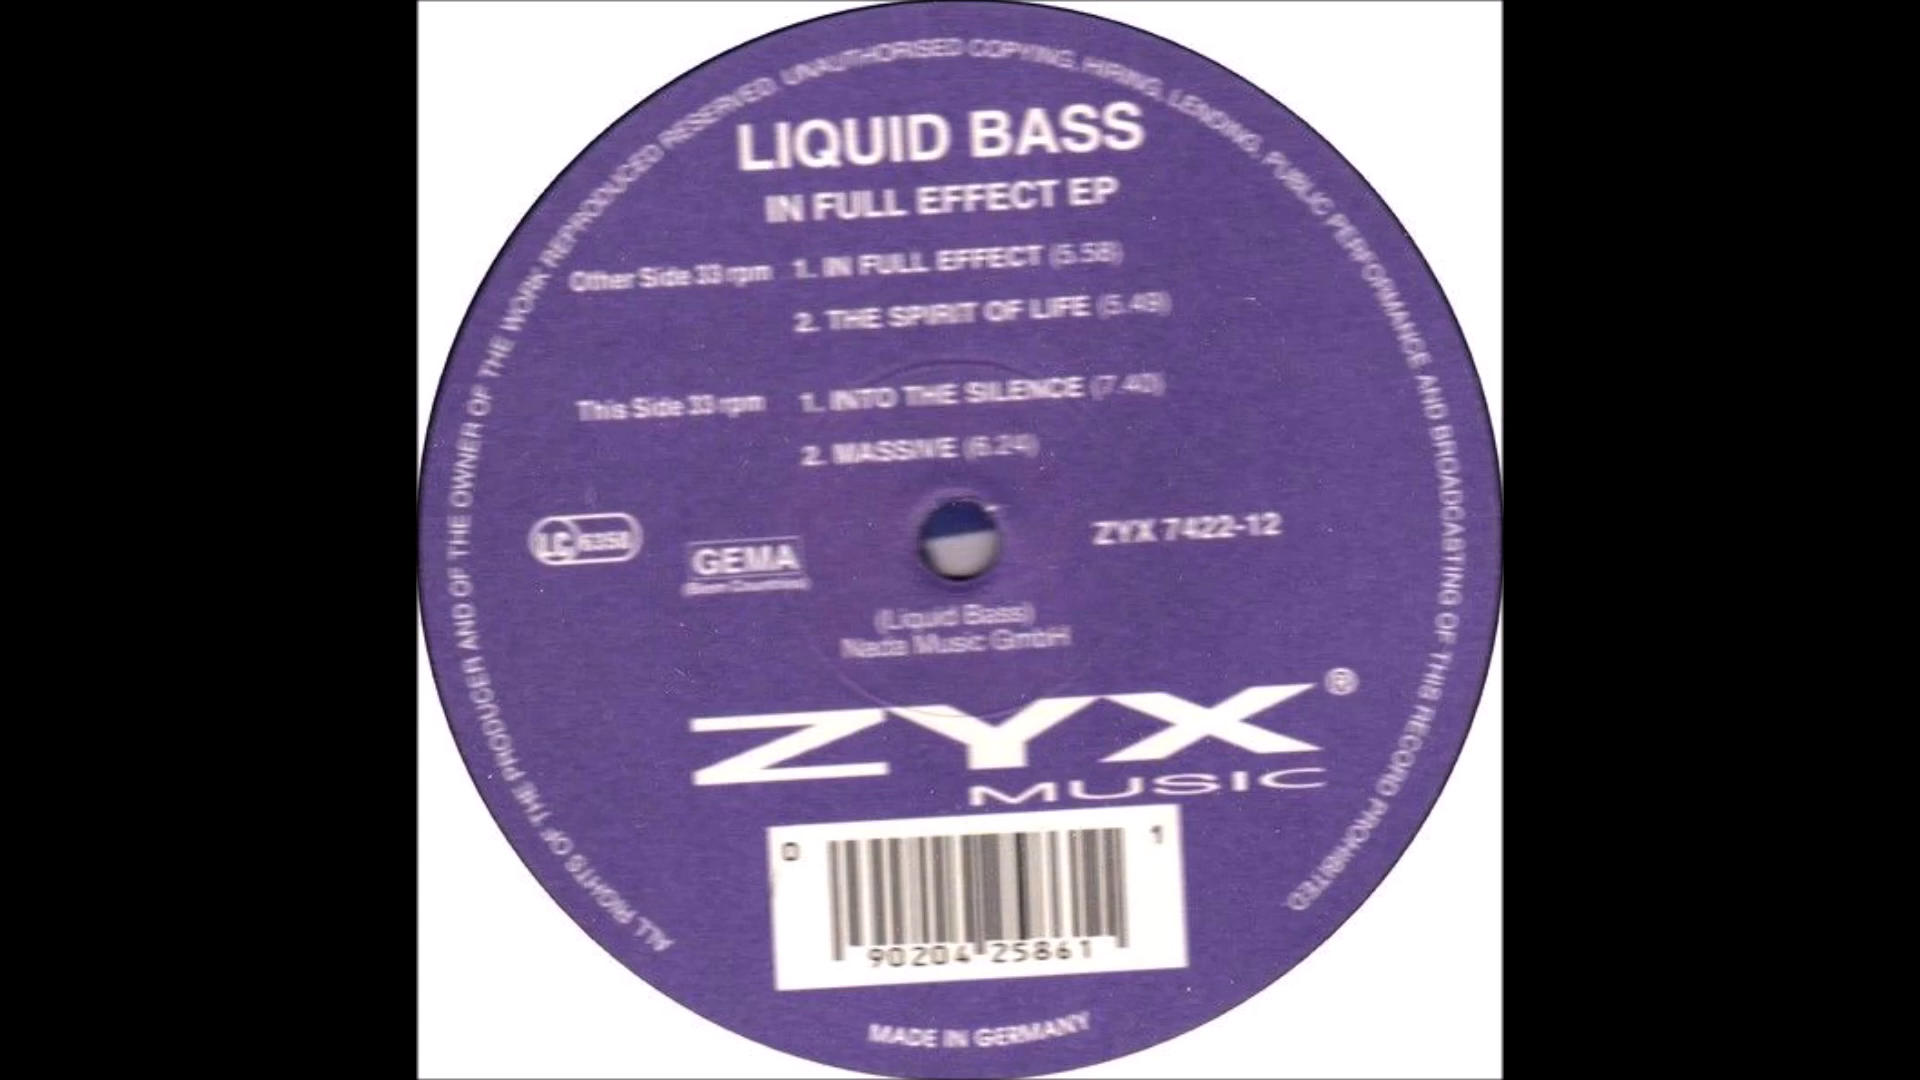 ALL RIGHTS OF THE PRODUCER AND OF THE OWNER OF THE WORK REPRODUCED RESERVED. UNAUTHORISED COPYING, HIRING, LENDING, PUBLIC PERFORMANCE AND BROADCASTING OF THIS RECORD PROHIBITED
LIQUID BASS
IN FULL EFFECT EP
Other Side 33 rpm 1. IN FULL EFFECT (5.58)
2. THE SPIRIT OF LIFE (5.49)
This Side 33 rpm 1. INTO THE SILENCE (7.40)
2. MASSIVE (6.24)
LC 6350
GEMA
ZYX 7422-12
(Liquid Bass)
Nada Music GmbH
ZYX®
MUSIC
0 1
90204 25861
MADE IN GERMANY